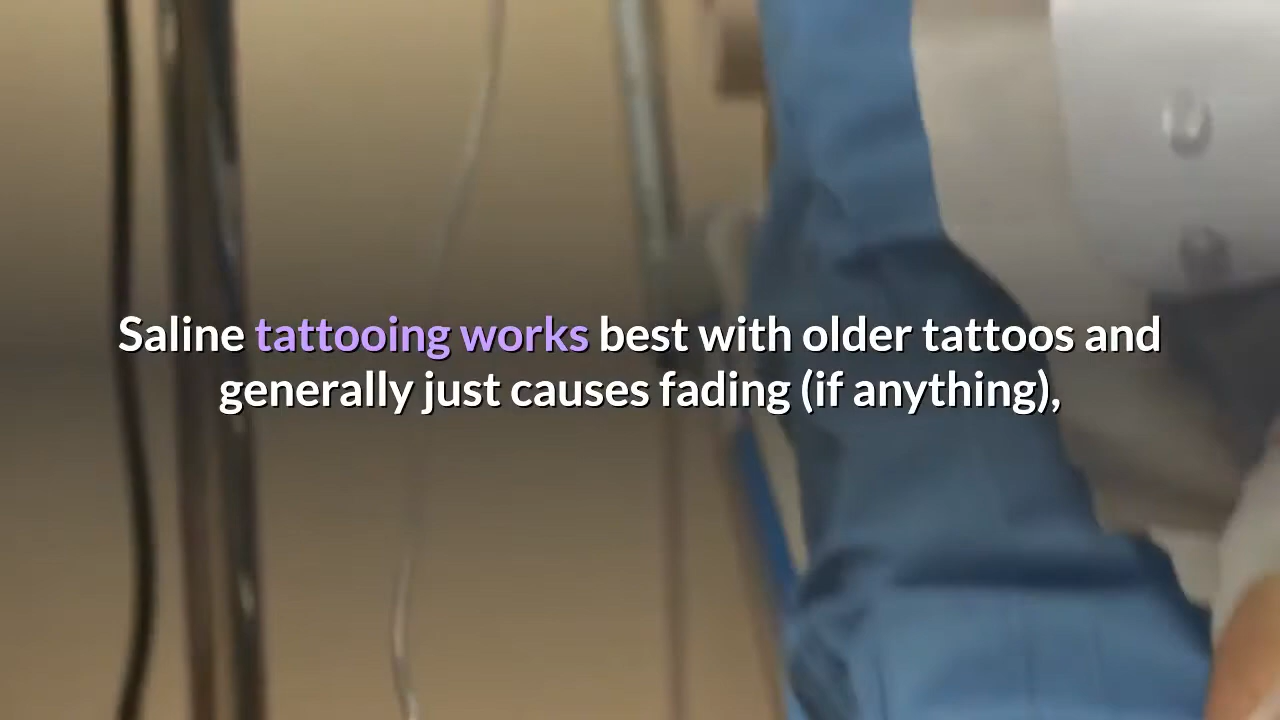 Saline tattooing works best with older tattoos and
generally just causes fading (if anything),